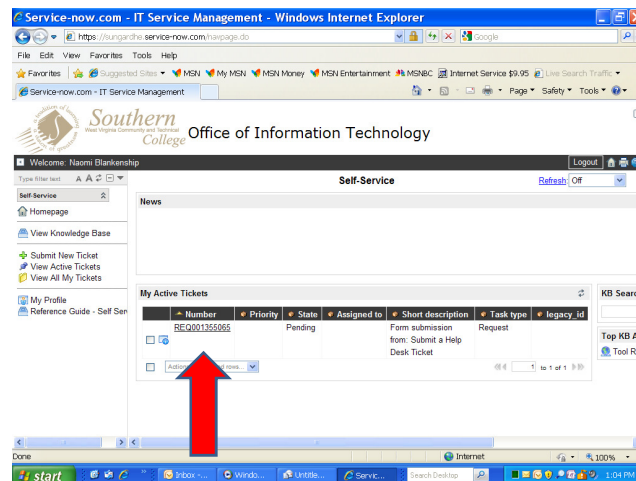 Service-now.com - IT Service Management - Windows Internet Explorer
https://sungardhe.service-now.com/navpage.do
Google
File Edit View Favorites Tools Help
Favorites Suggested Sites MSN My MSN MSN Money MSN Entertainment MSNBC Internet Service $9.95 Live Search Traffic
Service-now.com - IT Service Management
Page Safety Tools
Southern
West Virginia Community and Technical
College
Office of Information Technology
Welcome: Naomi Blankenship
Logout
Type filter text A A
Self-Service
Refresh: Off
Self-Service
Homepage
View Knowledge Base
Submit New Ticket
View Active Tickets
View All My Tickets
My Profile
Reference Guide - Self Serv
News
My Active Tickets
KB Searc
Number Priority State Assigned to Short description Task type legacy_id
REQ001355065 Pending Form submission from: Submit a Help Desk Ticket Request
Top KB A
Tool R
rows...
1 to 1 of 1
Done
Internet
100%
start
Inbox -...
Windo...
Untitle...
Servic...
Search Desktop
1:04 PM